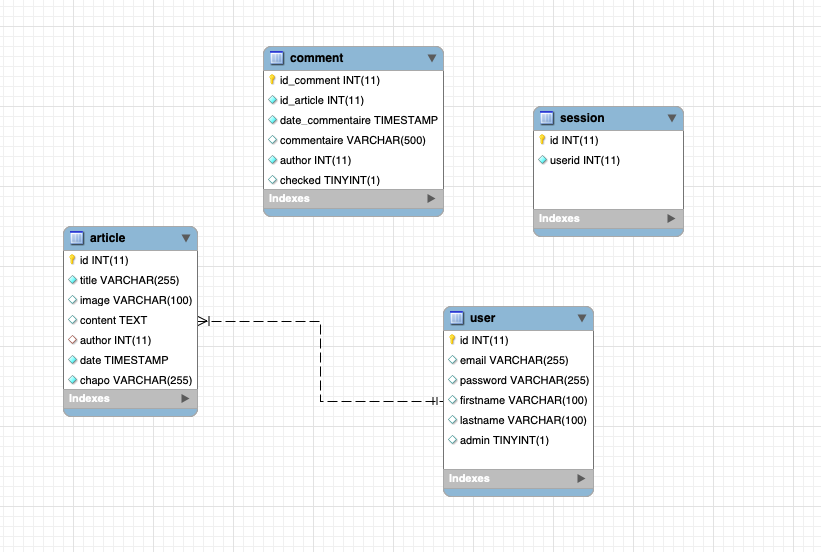 comment
id_comment INT(11)
id_article INT(11)
date_commentaire TIMESTAMP
commentaire VARCHAR(500)
author INT(11)
checked TINYINT(1)
Indexes
session
id INT(11)
userid INT(11)
Indexes
article
id INT(11)
title VARCHAR(255)
image VARCHAR(100)
content TEXT
author INT(11)
date TIMESTAMP
chapo VARCHAR(255)
Indexes
user
id INT(11)
email VARCHAR(255)
password VARCHAR(255)
firstname VARCHAR(100)
lastname VARCHAR(100)
admin TINYINT(1)
Indexes